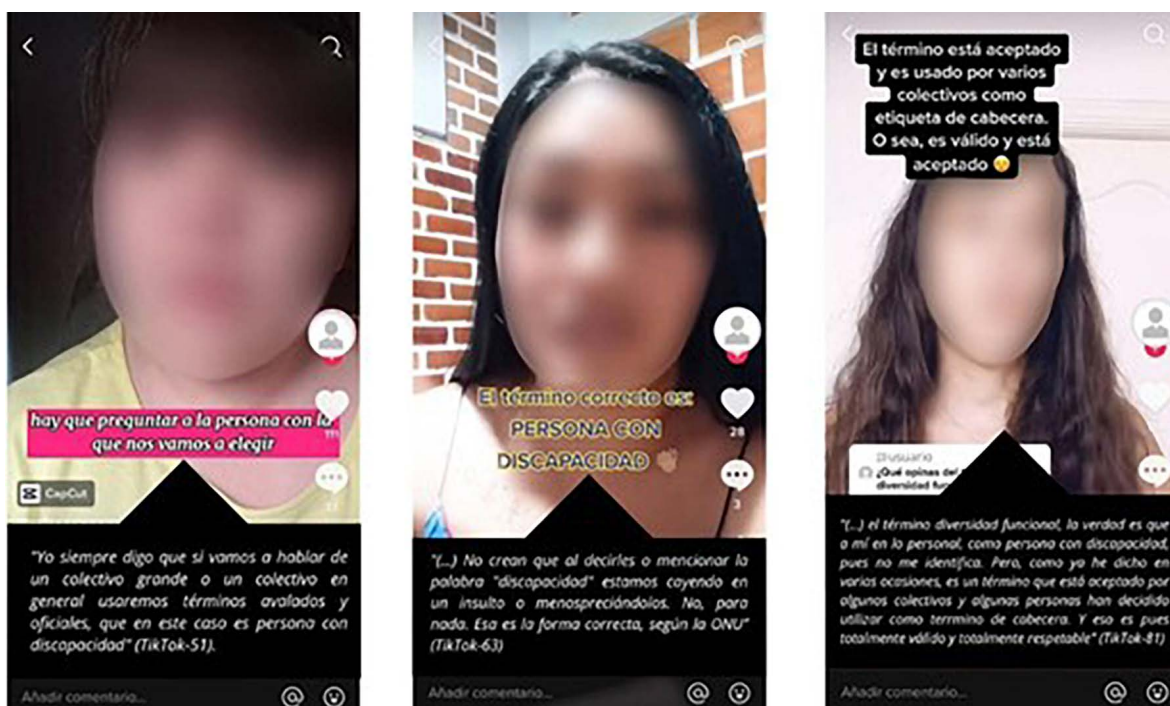 hay que preguntar a la persona con la
que nos vamos a elegir
CapCut
"Yo siempre digo que si vamos a hablar de
un colectivo grande o un colectivo en
general usaremos términos avalados y
oficiales, que en este caso es persona con
discapacidad" (TikTok-51).
Añadir comentario...
El término correcto es:
PERSONA CON
DISCAPACIDAD
28
3
"(...) No crean que al decirles o mencionar la
palabra "discapacidad" estamos cayendo en
un insulto o menospreciándolos. No, para
nada. Esa es la forma correcta, según la ONU"
(TikTok-63)
Añadir comentario...
El término está aceptado
y es usado por varios
colectivos como
etiqueta de cabecera.
O sea, es válido y está
aceptado
usuario
¿Qué opinas del
diversidad
"(...) el término diversidad funcional, la verdad es que
a mí en lo personal, como persona con discapacidad,
pues no me identifica. Pero, como ya he dicho en
varias ocasiones, es un término que está aceptado por
algunos colectivos y algunas personas han decidido
utilizar como termino de cabecera. Y eso es pues
totalmente válido y totalmente respetable" (TikTok-81)
Añadir comentario...